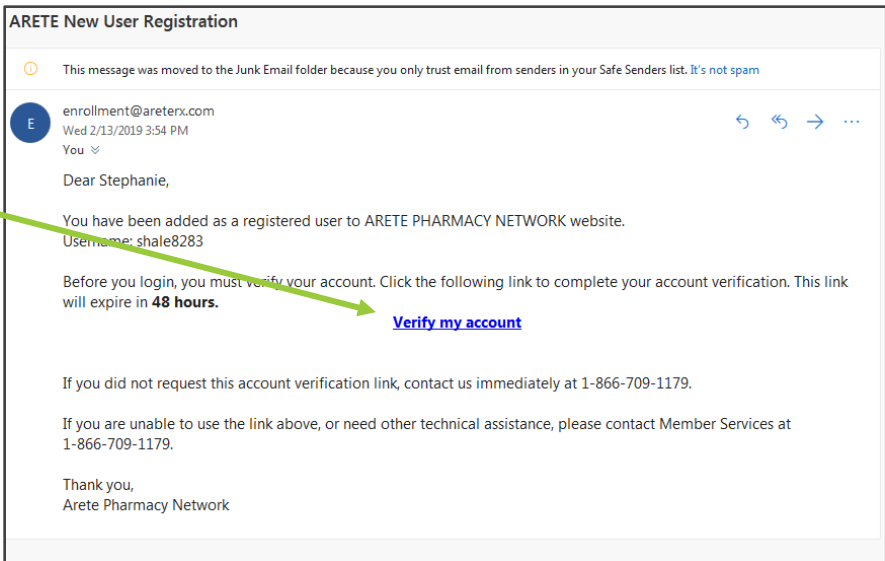 ARETE New User Registration
This message was moved to the Junk Email folder because you only trust email from senders in your Safe Senders list. It's not spam
E
enrollment@areterx.com
Wed 2/13/2019 3:54 PM
You
Dear Stephanie,
You have been added as a registered user to ARETE PHARMACY NETWORK website.
Username: shale8283
Before you login, you must verify your account. Click the following link to complete your account verification. This link
will expire in 48 hours.
Verify my account
If you did not request this account verification link, contact us immediately at 1-866-709-1179.
If you are unable to use the link above, or need other technical assistance, please contact Member Services at
1-866-709-1179.
Thank you,
Arete Pharmacy Network